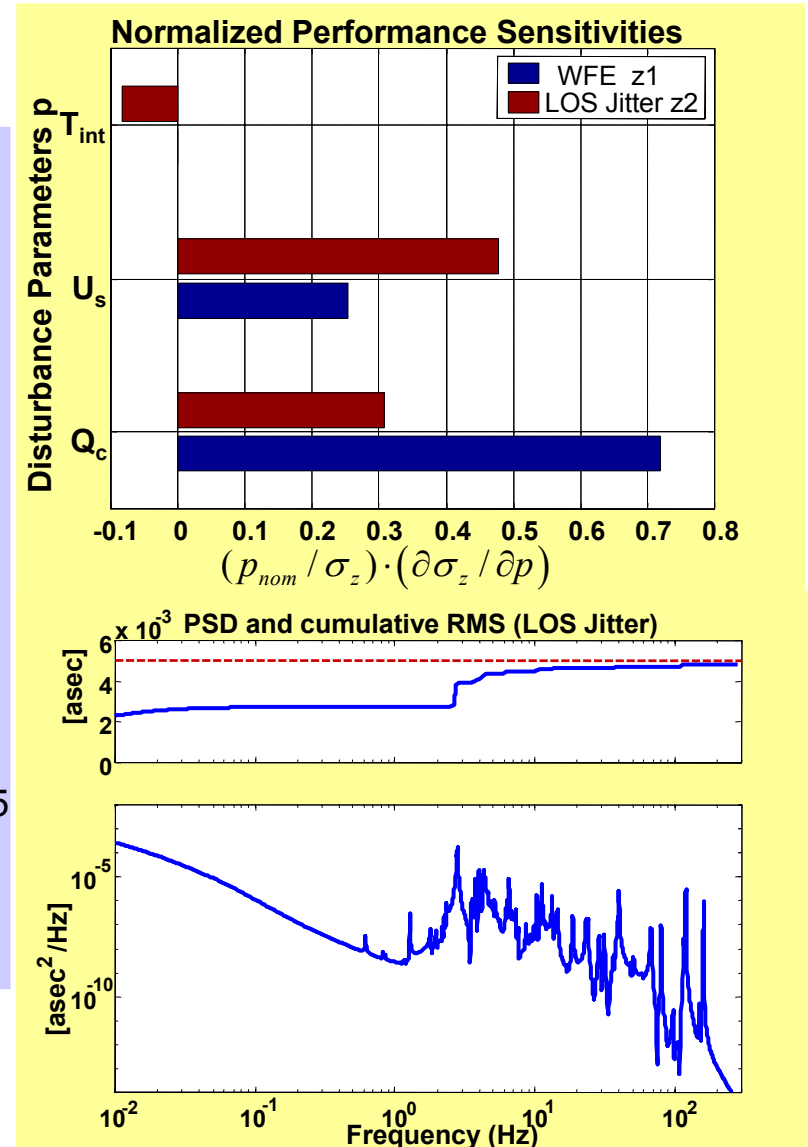 Normalized Performance Sensitivities
WFE z1
LOS Jitter z2
Disturbance Parameters p
T_int
U_s
Q_c
-0.1 0 0.1 0.2 0.3 0.4 0.5 0.6 0.7 0.8
(p_nom / σ_z)·(∂σ_z / ∂p)
x 10^-3 PSD and cumulative RMS (LOS Jitter)
6
4
2
0
[asec]
5
10^-5
10^-10
[asec^2/Hz]
10^-2 10^-1 10^0 10^1 10^2
Frequency (Hz)